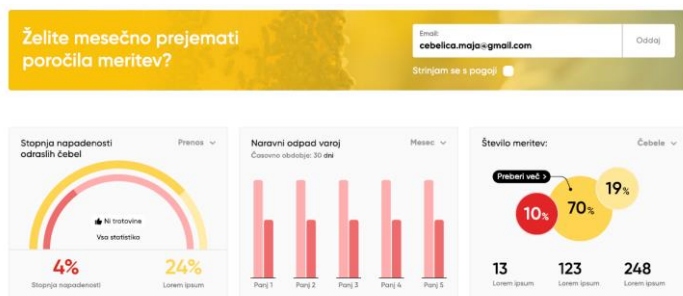 Želite mesečno prejemati
poročila meritev?
Email:
cebelica.maja@gmail.com
Oddaj
Strinjam se s pogoji
Stopnja napadenosti
odraslih čebel
Prenos
Ni trotovine
Vsa statistika
4%
Stopnja napadenosti
24%
Lorem ipsum
Naravni odpad varoj
Mesec
Časovno obdobje: 30 dni
Panj 1
Panj 2
Panj 3
Panj 4
Panj 5
Število meritev:
Čebele
Preberi več >
10%
70%
19%
13
Lorem ipsum
123
Lorem ipsum
248
Lorem ipsum